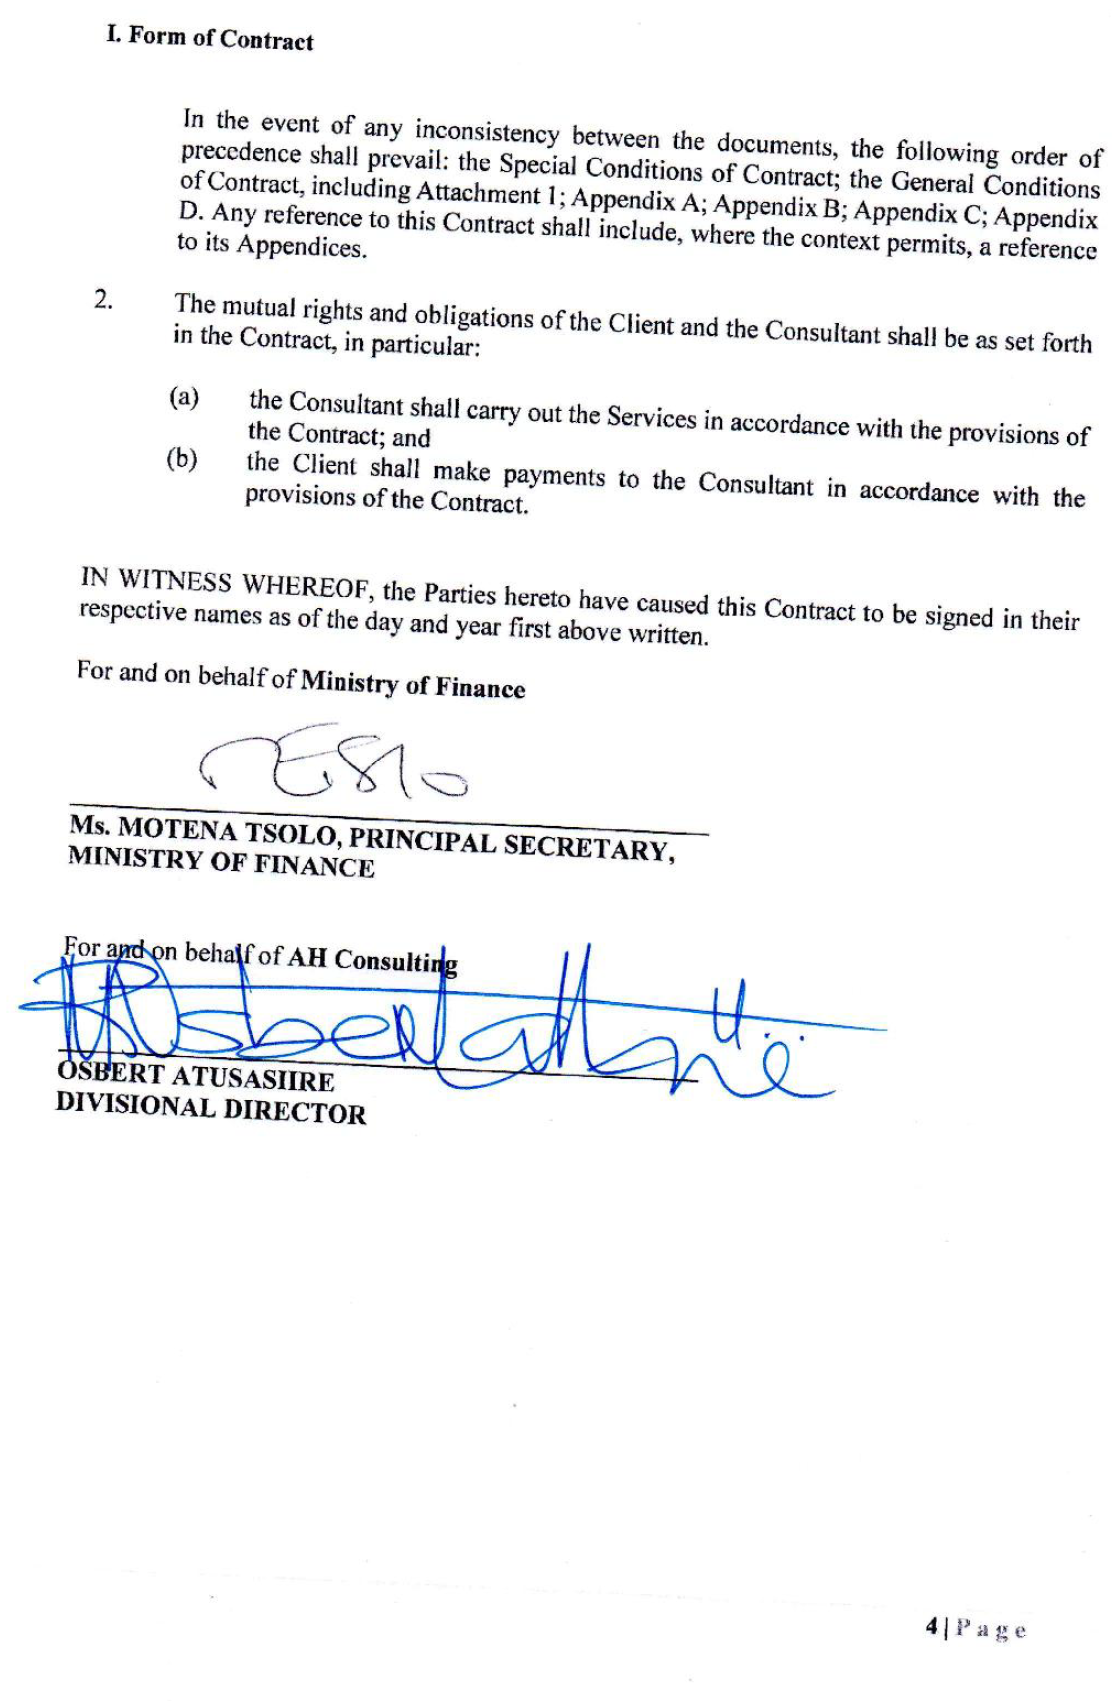 I. Form of Contract
In the event of any inconsistency between the documents, the following order of
precedence shall prevail: the Special Conditions of Contract; the General Conditions
of Contract, including Attachment 1; Appendix A; Appendix B; Appendix C; Appendix
D. Any reference to this Contract shall include, where the context permits, a reference
to its Appendices.
2. The mutual rights and obligations of the Client and the Consultant shall be as set forth
in the Contract, in particular:
(a) the Consultant shall carry out the Services in accordance with the provisions of
the Contract; and
(b) the Client shall make payments to the Consultant in accordance with the
provisions of the Contract.
IN WITNESS WHEREOF, the Parties hereto have caused this Contract to be signed in their
respective names as of the day and year first above written.
For and on behalf of Ministry of Finance
Ms. MOTENA TSOLO, PRINCIPAL SECRETARY,
MINISTRY OF FINANCE
For and on behalf of AH Consulting
OSBERT ATUSASIIRE
DIVISIONAL DIRECTOR
4 | Page